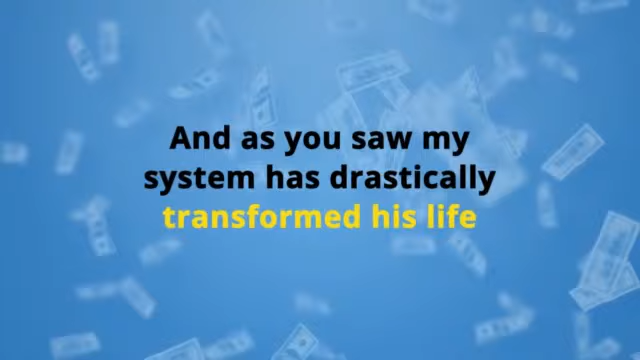 And as you saw my
system has drastically
transformed his life